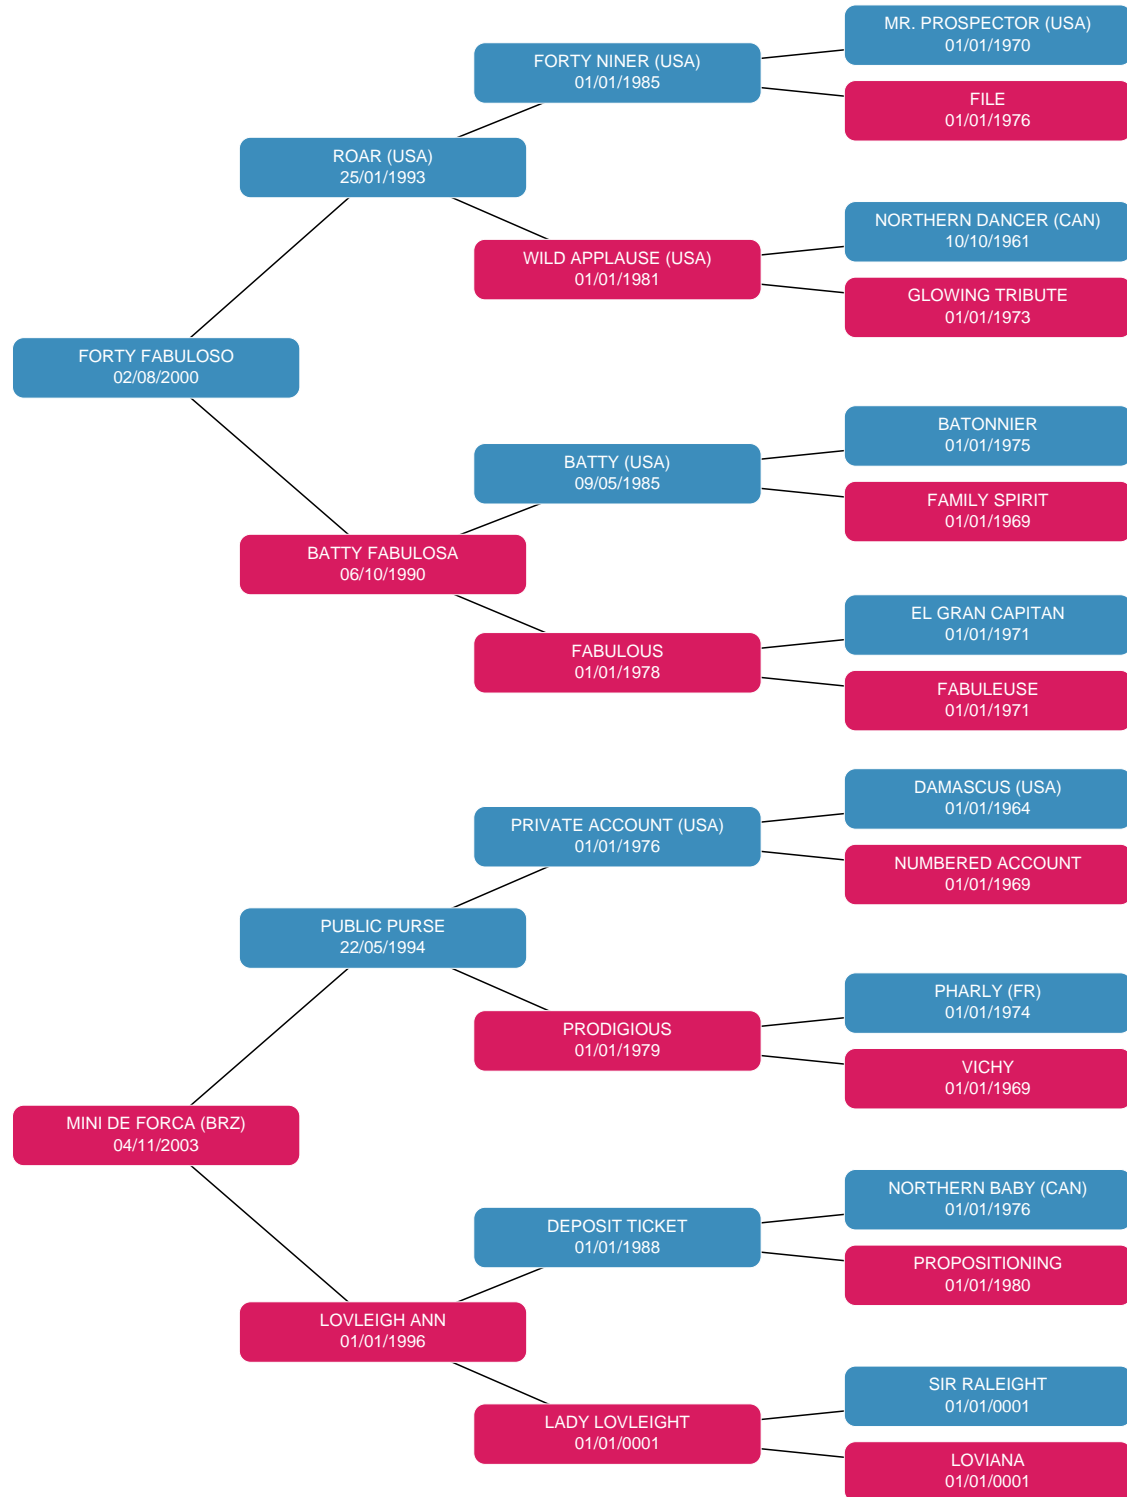 MR. PROSPECTOR (USA)
01/01/1970
FORTY NINER (USA)
01/01/1985
FILE
01/01/1976
ROAR (USA)
25/01/1993
NORTHERN DANCER (CAN)
10/10/1961
WILD APPLAUSE (USA)
01/01/1981
GLOWING TRIBUTE
01/01/1973
FORTY FABULOSO
02/08/2000
BATONNIER
01/01/1975
BATTY (USA)
09/05/1985
FAMILY SPIRIT
01/01/1969
BATTY FABULOSA
06/10/1990
EL GRAN CAPITAN
01/01/1971
FABULOUS
01/01/1978
FABULEUSE
01/01/1971
DAMASCUS (USA)
01/01/1964
PRIVATE ACCOUNT (USA)
01/01/1976
NUMBERED ACCOUNT
01/01/1969
PUBLIC PURSE
22/05/1994
PHARLY (FR)
01/01/1974
PRODIGIOUS
01/01/1979
VICHY
01/01/1969
MINI DE FORCA (BRZ)
04/11/2003
NORTHERN BABY (CAN)
01/01/1976
DEPOSIT TICKET
01/01/1988
PROPOSITIONING
01/01/1980
LOVLEIGH ANN
01/01/1996
SIR RALEIGHT
01/01/0001
LADY LOVLEIGHT
01/01/0001
LOVIANA
01/01/0001